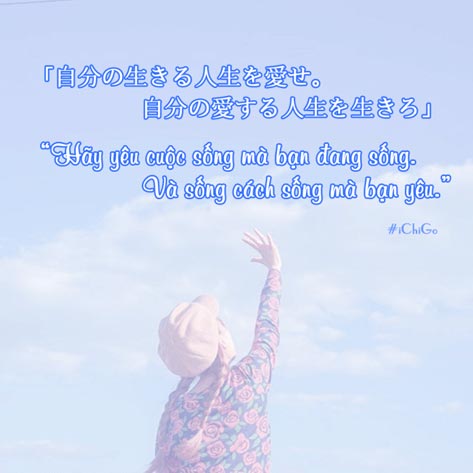 「自分の生きる人生を愛せ。
自分の愛する人生を生きろ」
“Hãy yêu cuộc sống mà bạn đang sống.
Và sống cách sống mà bạn yêu.”
#iChiGo